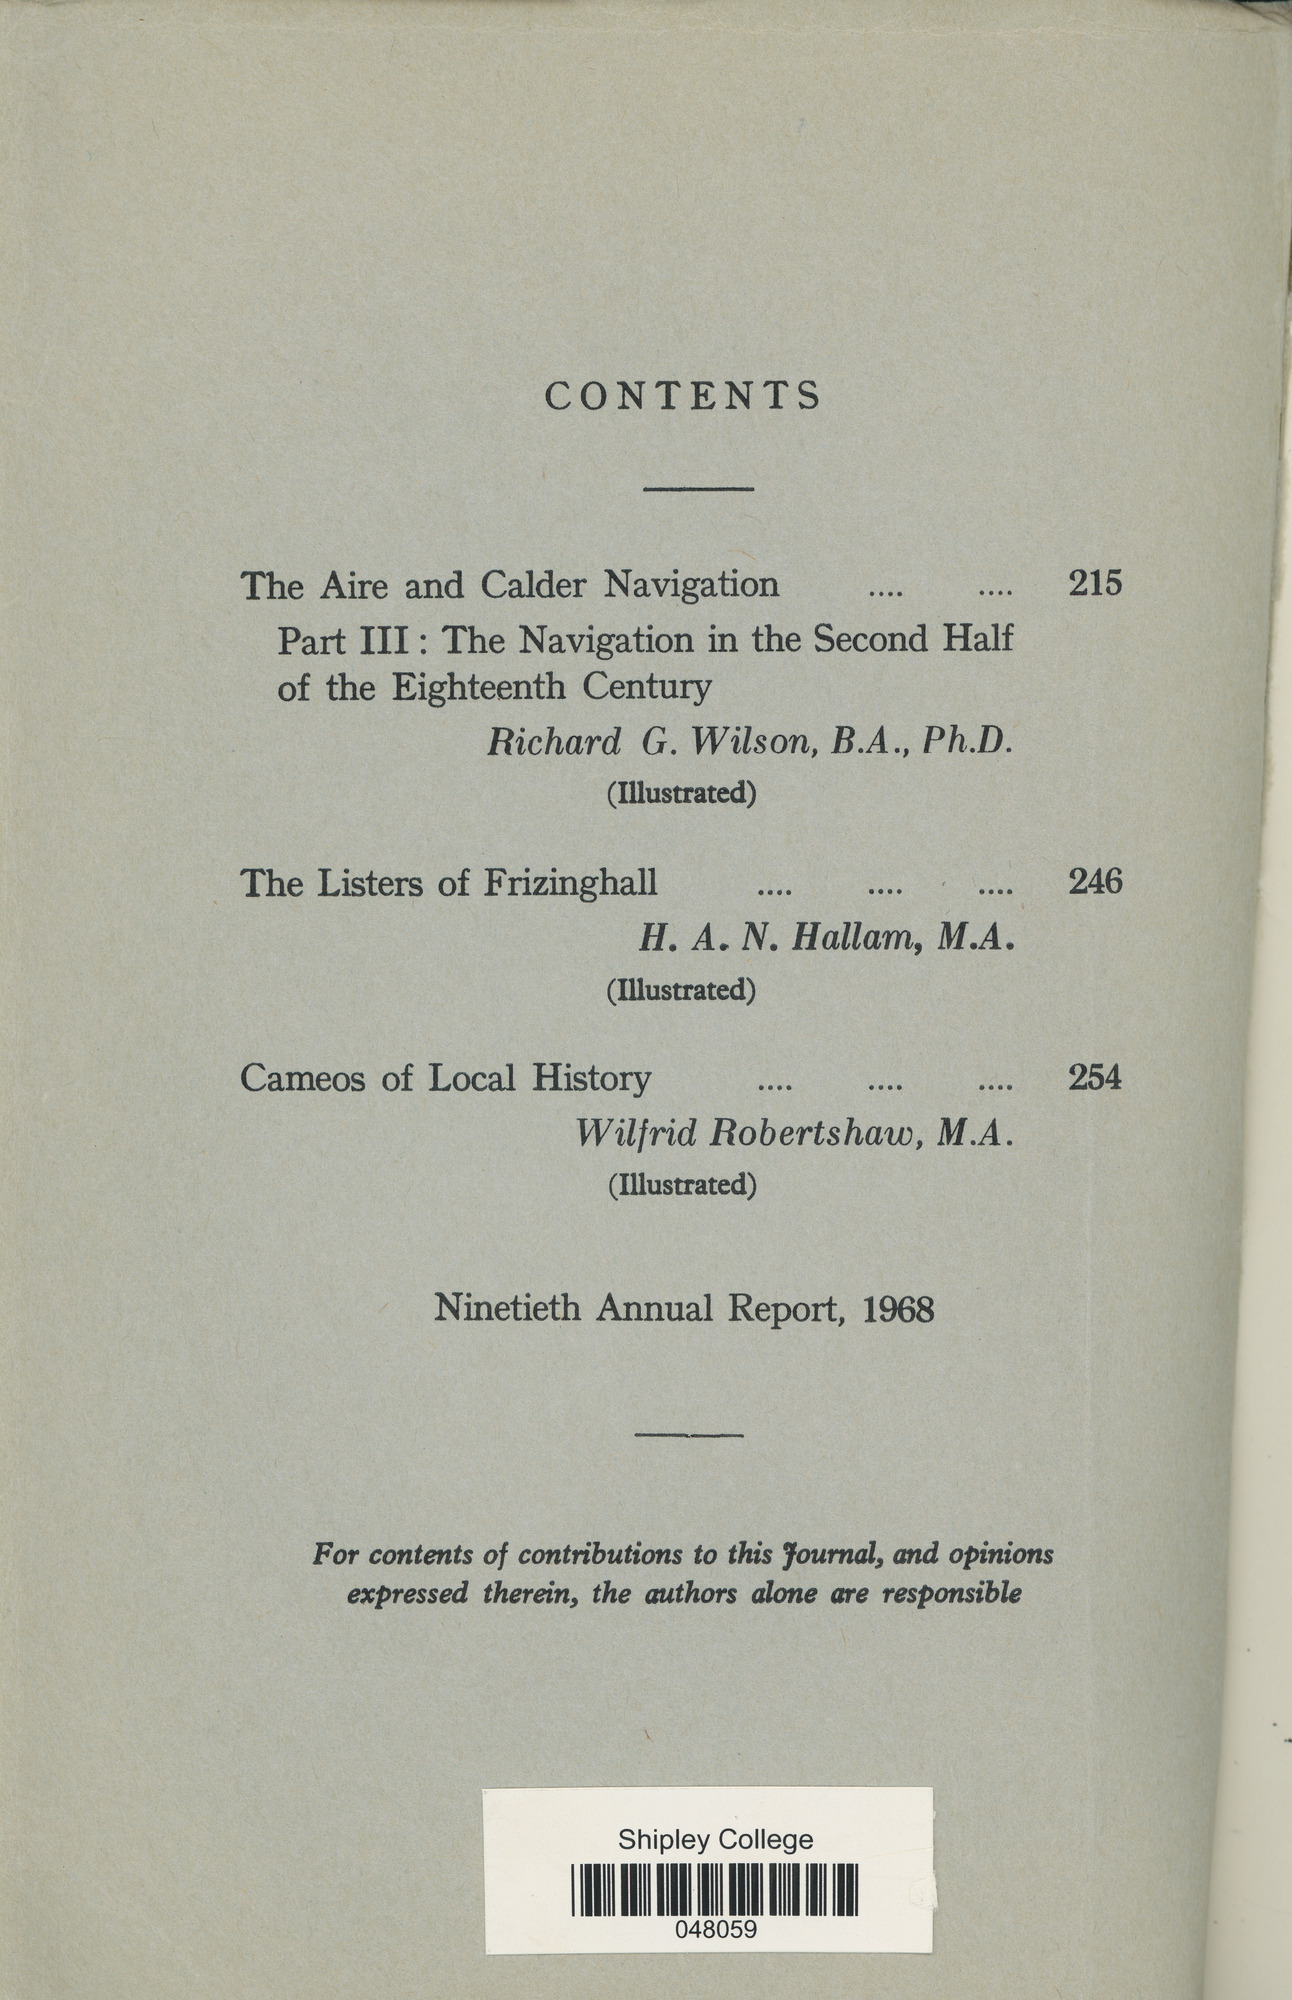 CONTENTS
The Aire and Calder Navigation .... .... 215
Part III : The Navigation in the Second Half
of the Eighteenth Century
Richard G. Wilson, B.A., Ph.D.
(Illustrated)
The Listers of Frizinghall .... .... .... 246
H. A. N. Hallam, M.A.
(Illustrated)
Cameos of Local History .... .... .... 254
Wilfrid Robertshaw, M.A.
(Illustrated)
Ninetieth Annual Report, 1968
For contents of contributions to this Journal, and opinions
expressed therein, the authors alone are responsible
Shipley College
048059